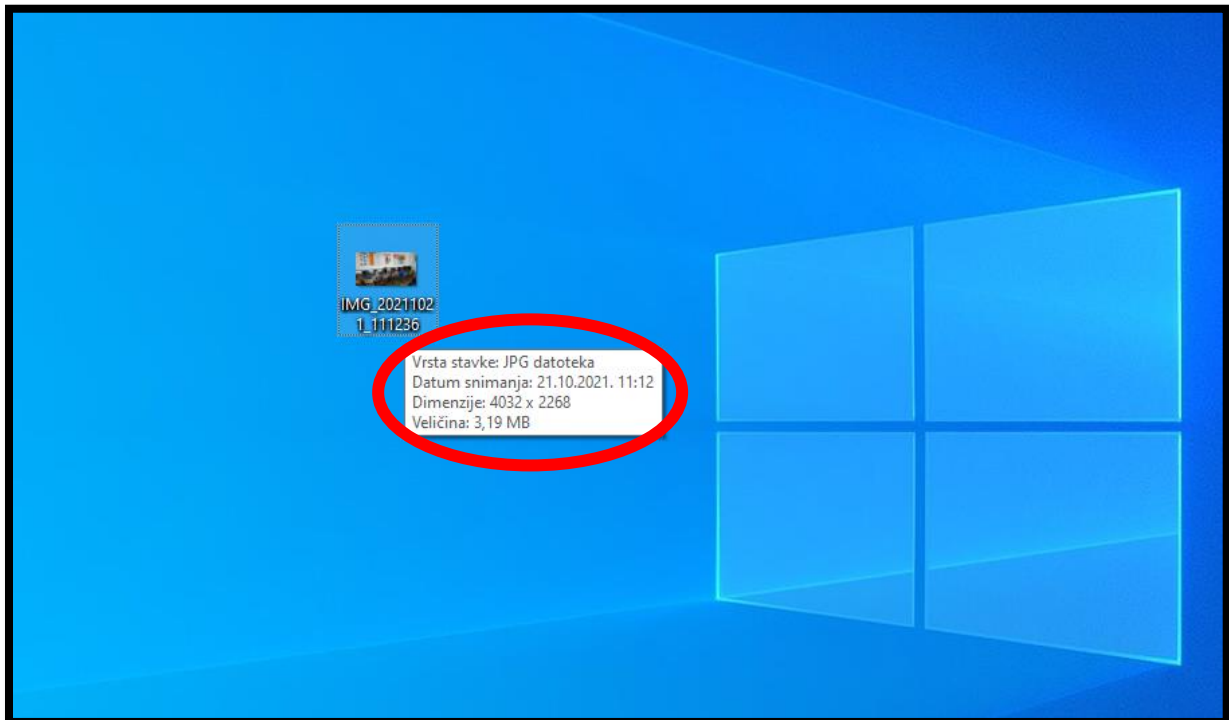 IMG_2021102
1_111236
Vrsta stavke: JPG datoteka
Datum snimanja: 21.10.2021. 11:12
Dimenzije: 4032 x 2268
Veličina: 3,19 MB